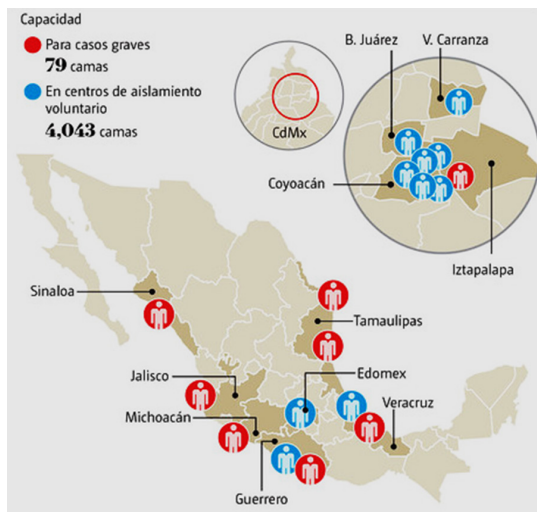 Capacidad
Para casos graves
79 camas
En centros de aislamiento
voluntario
4,043 camas
CdMx
B. Juárez
V. Carranza
Coyoacán
Iztapalapa
Sinaloa
Tamaulipas
Jalisco
Edomex
Michoacán
Veracruz
Guerrero